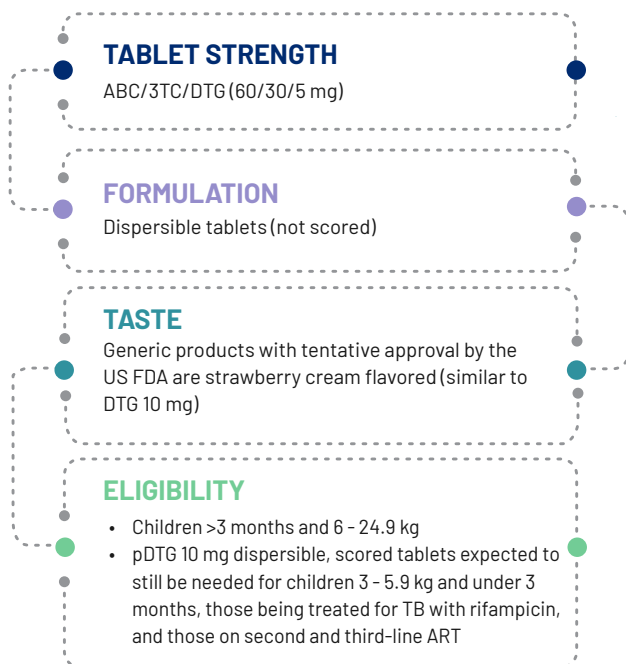 TABLET STRENGTH
ABC/3TC/DTG (60/30/5 mg)
FORMULATION
Dispersible tablets (not scored)
TASTE
Generic products with tentative approval by the
US FDA are strawberry cream flavored (similar to
DTG 10 mg)
ELIGIBILITY
• Children >3 months and 6 - 24.9 kg
• pDTG 10 mg dispersible, scored tablets expected to
still be needed for children 3 - 5.9 kg and under 3
months, those being treated for TB with rifampicin,
and those on second and third-line ART